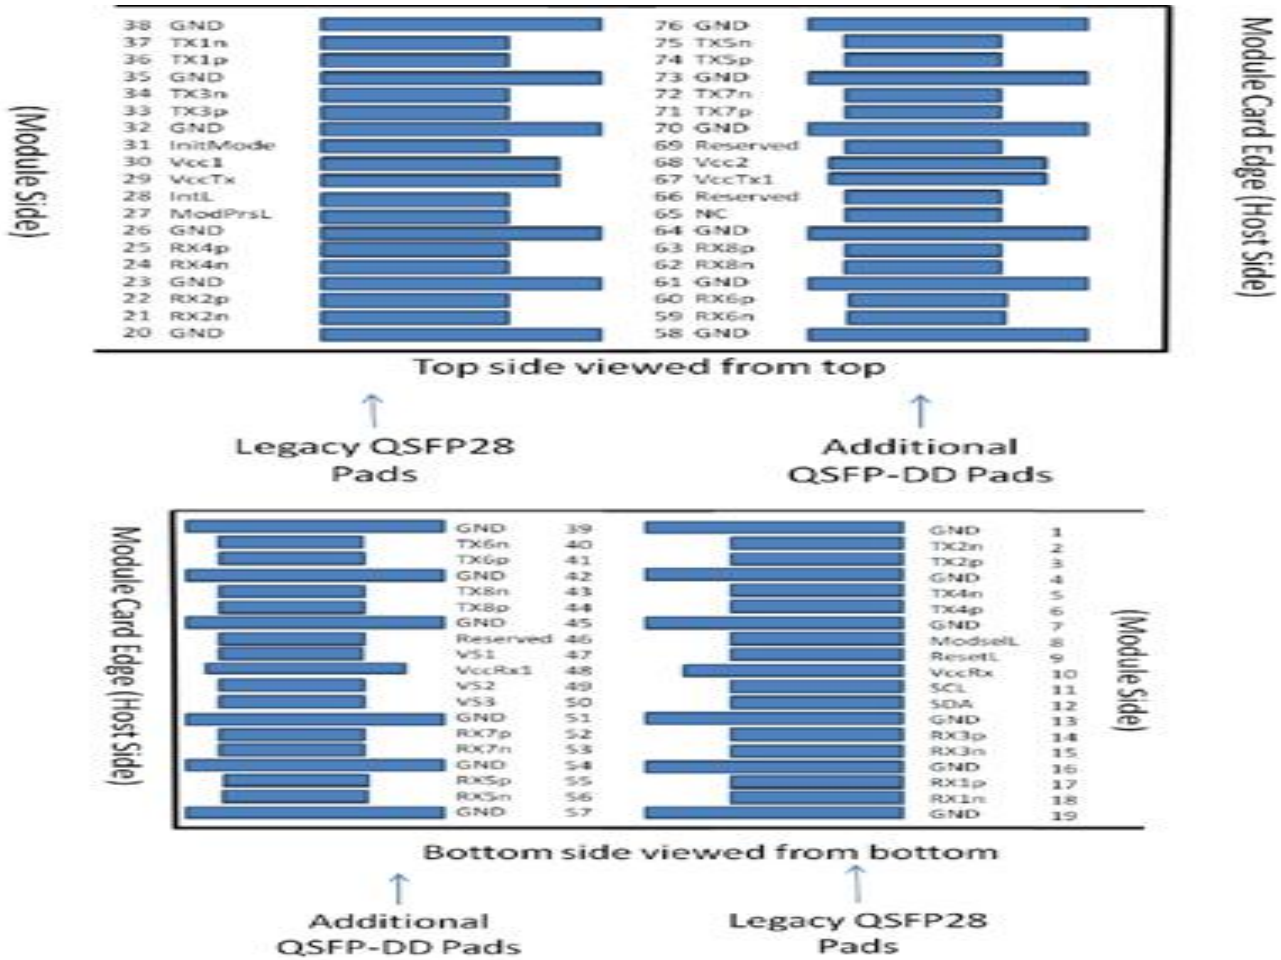 38 GND
37 TX1n
36 TX1p
35 GND
34 TX3n
33 TX3p
32 GND
31 InitMode
30 Vcc1
29 VccTx
28 IntL
27 ModPrsL
26 GND
25 RX4p
24 RX4n
23 GND
22 RX2p
21 RX2n
20 GND
76 GND
75 TX5n
74 TX5p
73 GND
72 TX7n
71 TX7p
70 GND
69 Reserved
68 Vcc2
67 VccTx1
66 Reserved
65 NC
64 GND
63 RX8p
62 RX8n
61 GND
60 RX6p
59 RX6n
58 GND
(Module Side)
Module Card Edge (Host Side)
Top side viewed from top
Legacy QSFP28
Pads
Additional
QSFP-DD Pads
Module Card Edge (Host Side)
GND 39
TX6n 40
TX6p 41
GND 42
TX8n 43
TX8p 44
GND 45
Reserved 46
VS1 47
VccRx1 48
VS2 49
VS3 50
GND 51
RX7p 52
RX7n 53
GND 54
RX5p 55
RX5n 56
GND 57
GND 1
TX2n 2
TX2p 3
GND 4
TX4n 5
TX4p 6
GND 7
ModselL 8
ResetL 9
VccRx 10
SCL 11
SDA 12
GND 13
RX3p 14
RX3n 15
GND 16
RX1p 17
RX1n 18
GND 19
(Module Side)
Bottom side viewed from bottom
Additional
QSFP-DD Pads
Legacy QSFP28
Pads